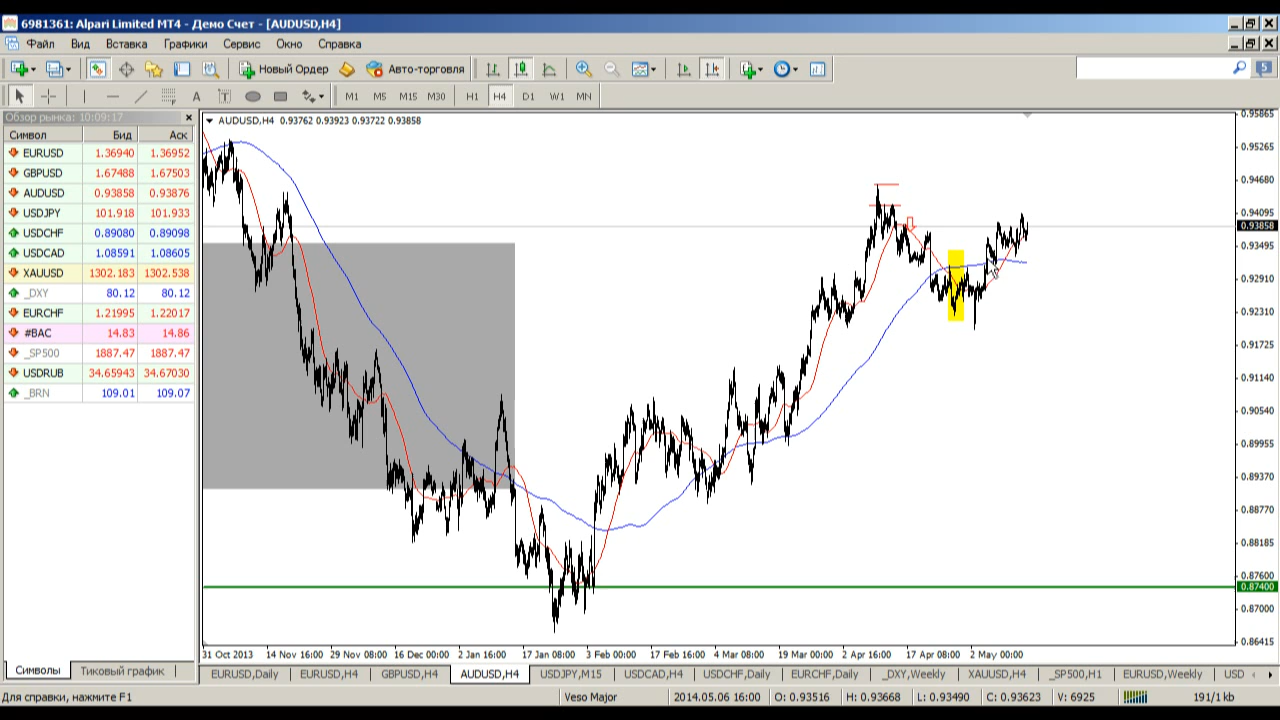 6981361: Alpari Limited MT4 - Демо Счет - [AUDUSD,H4]
Файл Вид Вставка Графики Сервис Окно Справка
Новый Ордер Авто-торговля 5
A T M1 M5 M15 M30 H1 H4 D1 W1 MN
Обзор рынка: 10:09:17
Символ Бид Аск
EURUSD 1.36940 1.36952
GBPUSD 1.67488 1.67503
AUDUSD 0.93858 0.93876
USDJPY 101.918 101.933
USDCHF 0.89080 0.89098
USDCAD 1.08591 1.08605
XAUUSD 1302.183 1302.538
_DXY 80.12 80.12
EURCHF 1.21995 1.22017
#BAC 14.83 14.86
_SP500 1887.47 1887.47
USDRUB 34.65943 34.67030
_BRN 109.01 109.07
Символы Тиковый график
AUDUSD,H4 0.93762 0.93923 0.93722 0.93858
0.95865
0.95265
0.94680
0.94095
0.93858
0.93495
0.92910
0.92310
0.91725
0.91140
0.90540
0.89955
0.89370
0.88770
0.88185
0.87600
0.87400
0.87000
0.86415
31 Oct 2013 14 Nov 16:00 29 Nov 08:00 16 Dec 00:00 2 Jan 16:00 17 Jan 08:00 3 Feb 00:00 17 Feb 16:00 4 Mar 08:00 19 Mar 00:00 2 Apr 16:00 17 Apr 08:00 2 May 00:00
EURUSD,Daily EURUSD,H4 GBPUSD,H4 AUDUSD,H4 USDJPY,M15 USDCAD,H4 USDCHF,Daily EURCHF,Daily _DXY,Weekly XAUUSD,H4 _SP500,H1 EURUSD,Weekly USD
Для справки, нажмите F1 Veso Major 2014.05.06 16:00 O: 0.93516 H: 0.93668 L: 0.93490 C: 0.93623 V: 6925 191/1 kb